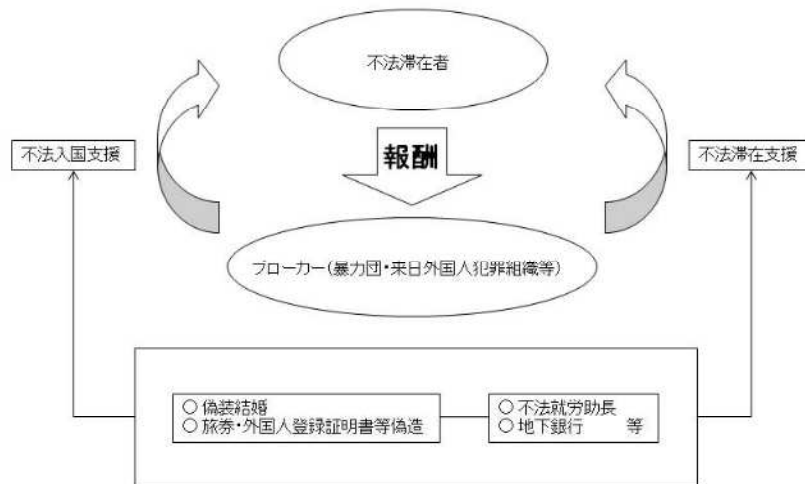 不法滞在者
不法入国支援
報酬
不法滞在支援
ブローカー(暴力団・来日外国人犯罪組織等)
○ 偽装結婚
○ 旅券・外国人登録証明書等偽造
○ 不法就労助長
○ 地下銀行　　等